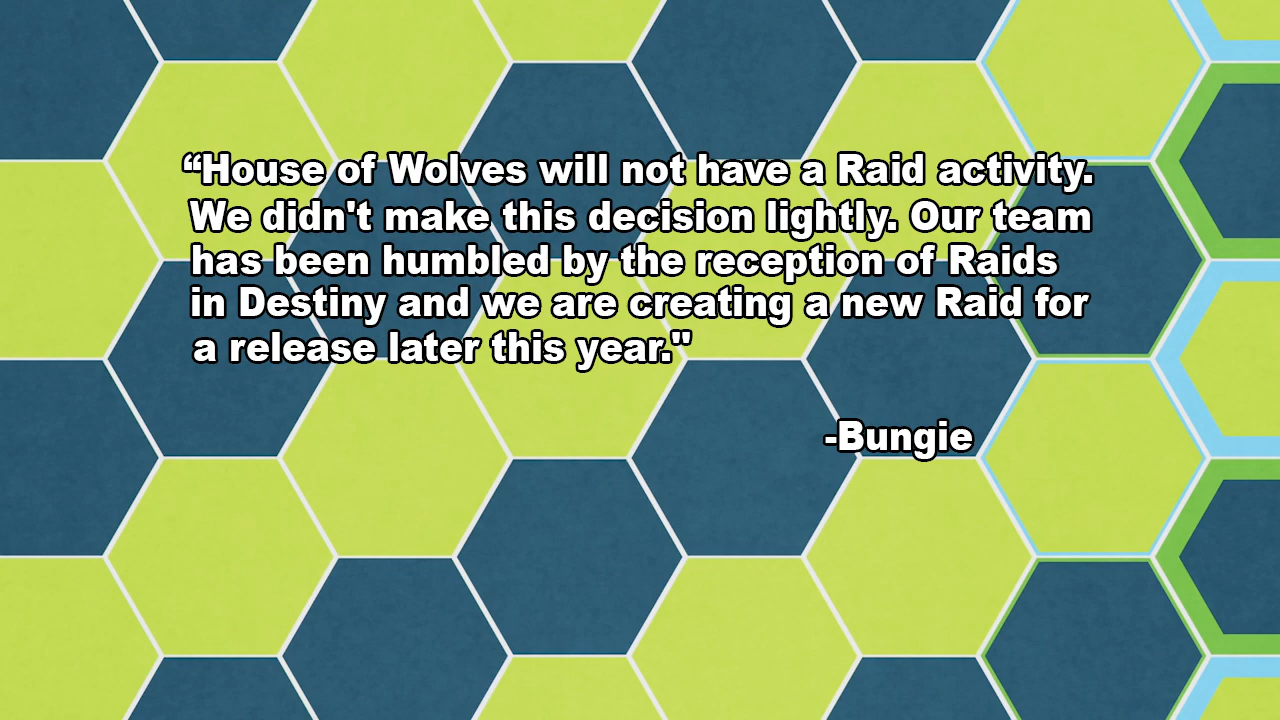 “House of Wolves will not have a Raid activity.
We didn't make this decision lightly. Our team
has been humbled by the reception of Raids
in Destiny and we are creating a new Raid for
a release later this year."
-Bungie